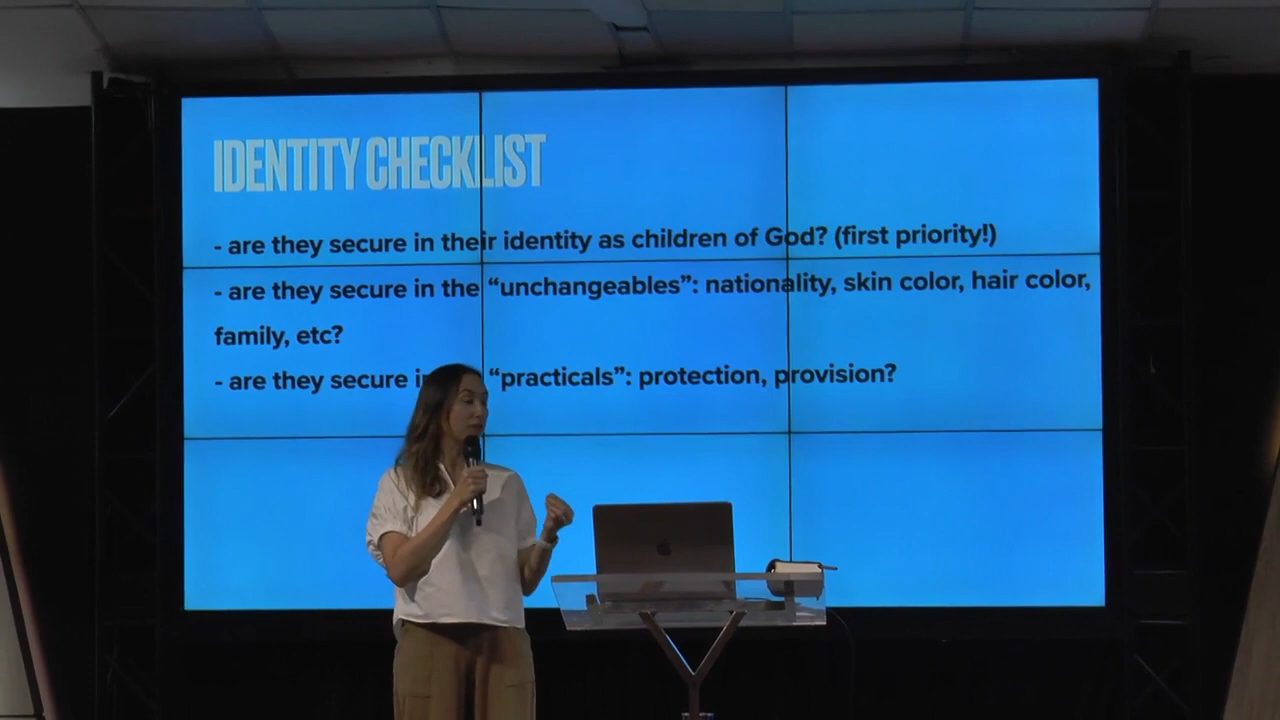 IDENTITY CHECKLIST
- are they secure in their identity as children of God? (first priority!)
- are they secure in the “unchangeables”: nationality, skin color, hair color,
family, etc?
- are they secure “practicals”: protection, provision?